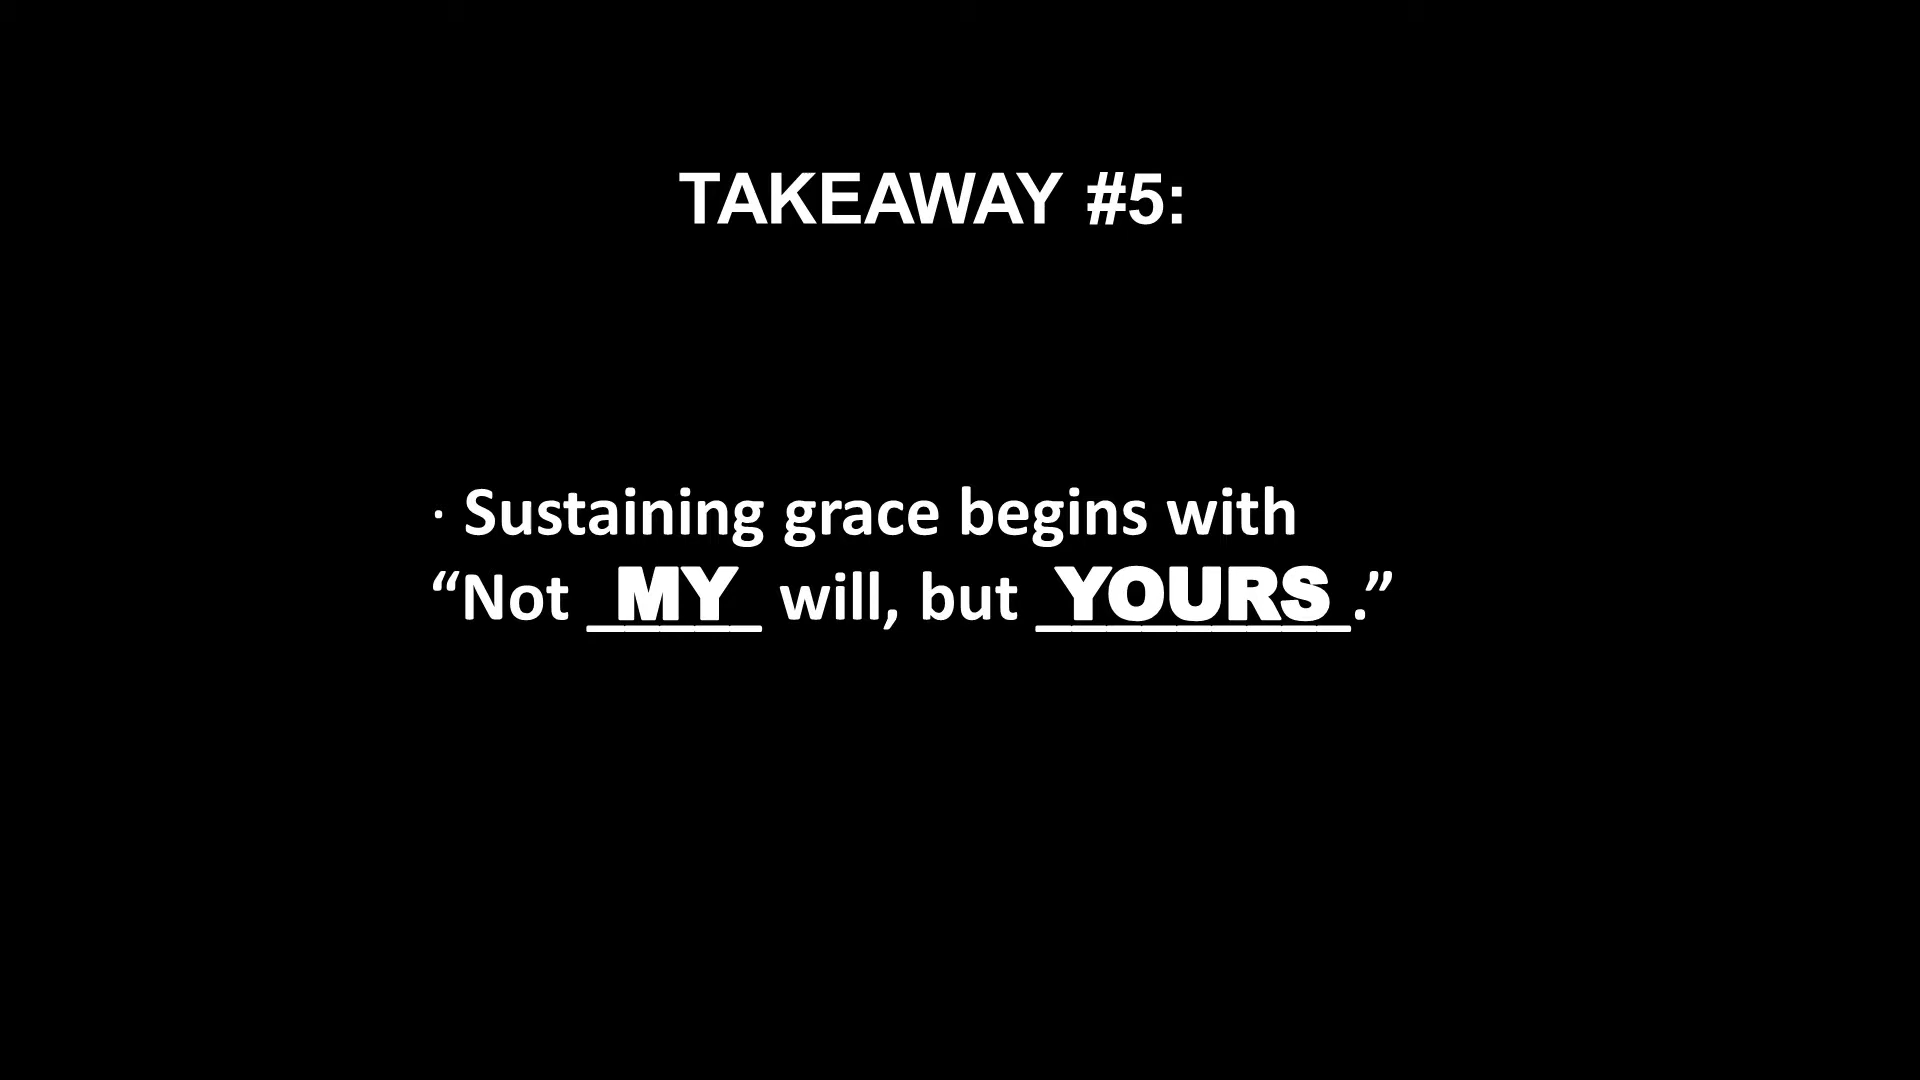 TAKEAWAY #5:
· Sustaining grace begins with
“Not _MY_ will, but _YOURS_.”